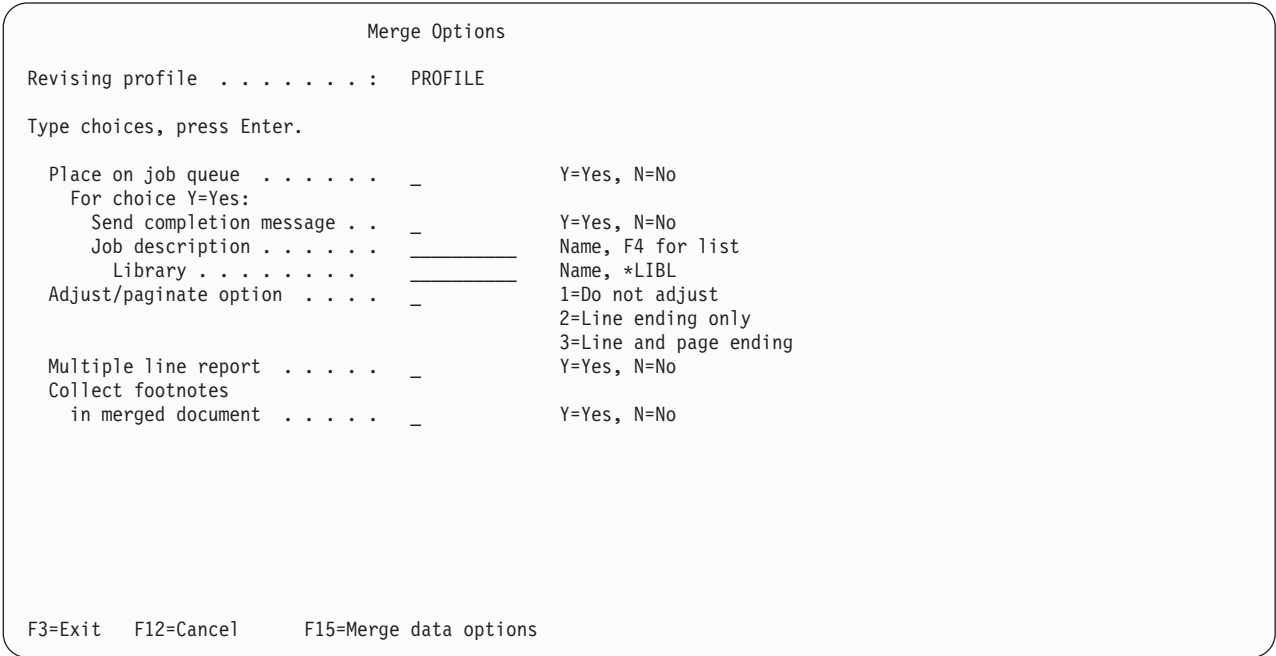 Merge Options
Revising profile . . . . . . . : PROFILE
Type choices, press Enter.
Place on job queue . . . . . . _ Y=Yes, N=No
For choice Y=Yes:
Send completion message . . _ Y=Yes, N=No
Job description . . . . . . __________ Name, F4 for list
Library . . . . . . . . __________ Name, *LIBL
Adjust/paginate option . . . . _ 1=Do not adjust
2=Line ending only
3=Line and page ending
Multiple line report . . . . . _ Y=Yes, N=No
Collect footnotes
in merged document . . . . . _ Y=Yes, N=No
F3=Exit F12=Cancel F15=Merge data options